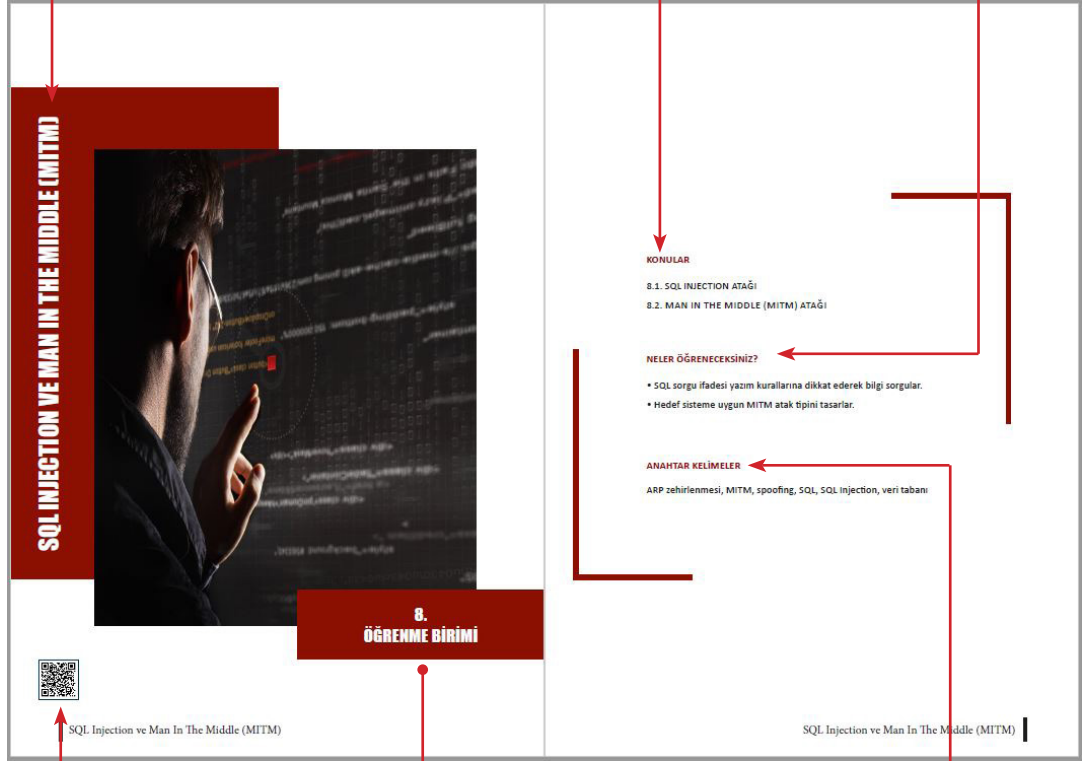 SQL INJECTION VE MAN IN THE MIDDLE (MITM)
8.
ÖĞRENME BİRİMİ
SQL Injection ve Man In The Middle (MITM)
KONULAR
8.1. SQL INJECTION ATAĞI
8.2. MAN IN THE MIDDLE (MITM) ATAĞI
NELER ÖĞRENECEKSİNİZ?
• SQL sorgu ifadesi yazım kurallarına dikkat ederek bilgi sorgular.
• Hedef sisteme uygun MITM atak tipini tasarlar.
ANAHTAR KELİMELER
ARP zehirlenmesi, MITM, spoofing, SQL, SQL Injection, veri tabanı
SQL Injection ve Man In The Middle (MITM)